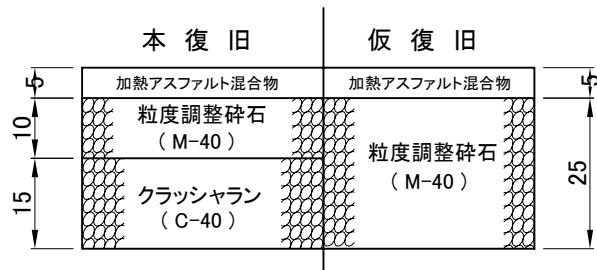 本復旧
仮復旧
5
加熱アスファルト混合物
加熱アスファルト混合物
5
10
粒度調整砕石
(M-40)
粒度調整砕石
(M-40)
25
15
クラッシャラン
(C-40)